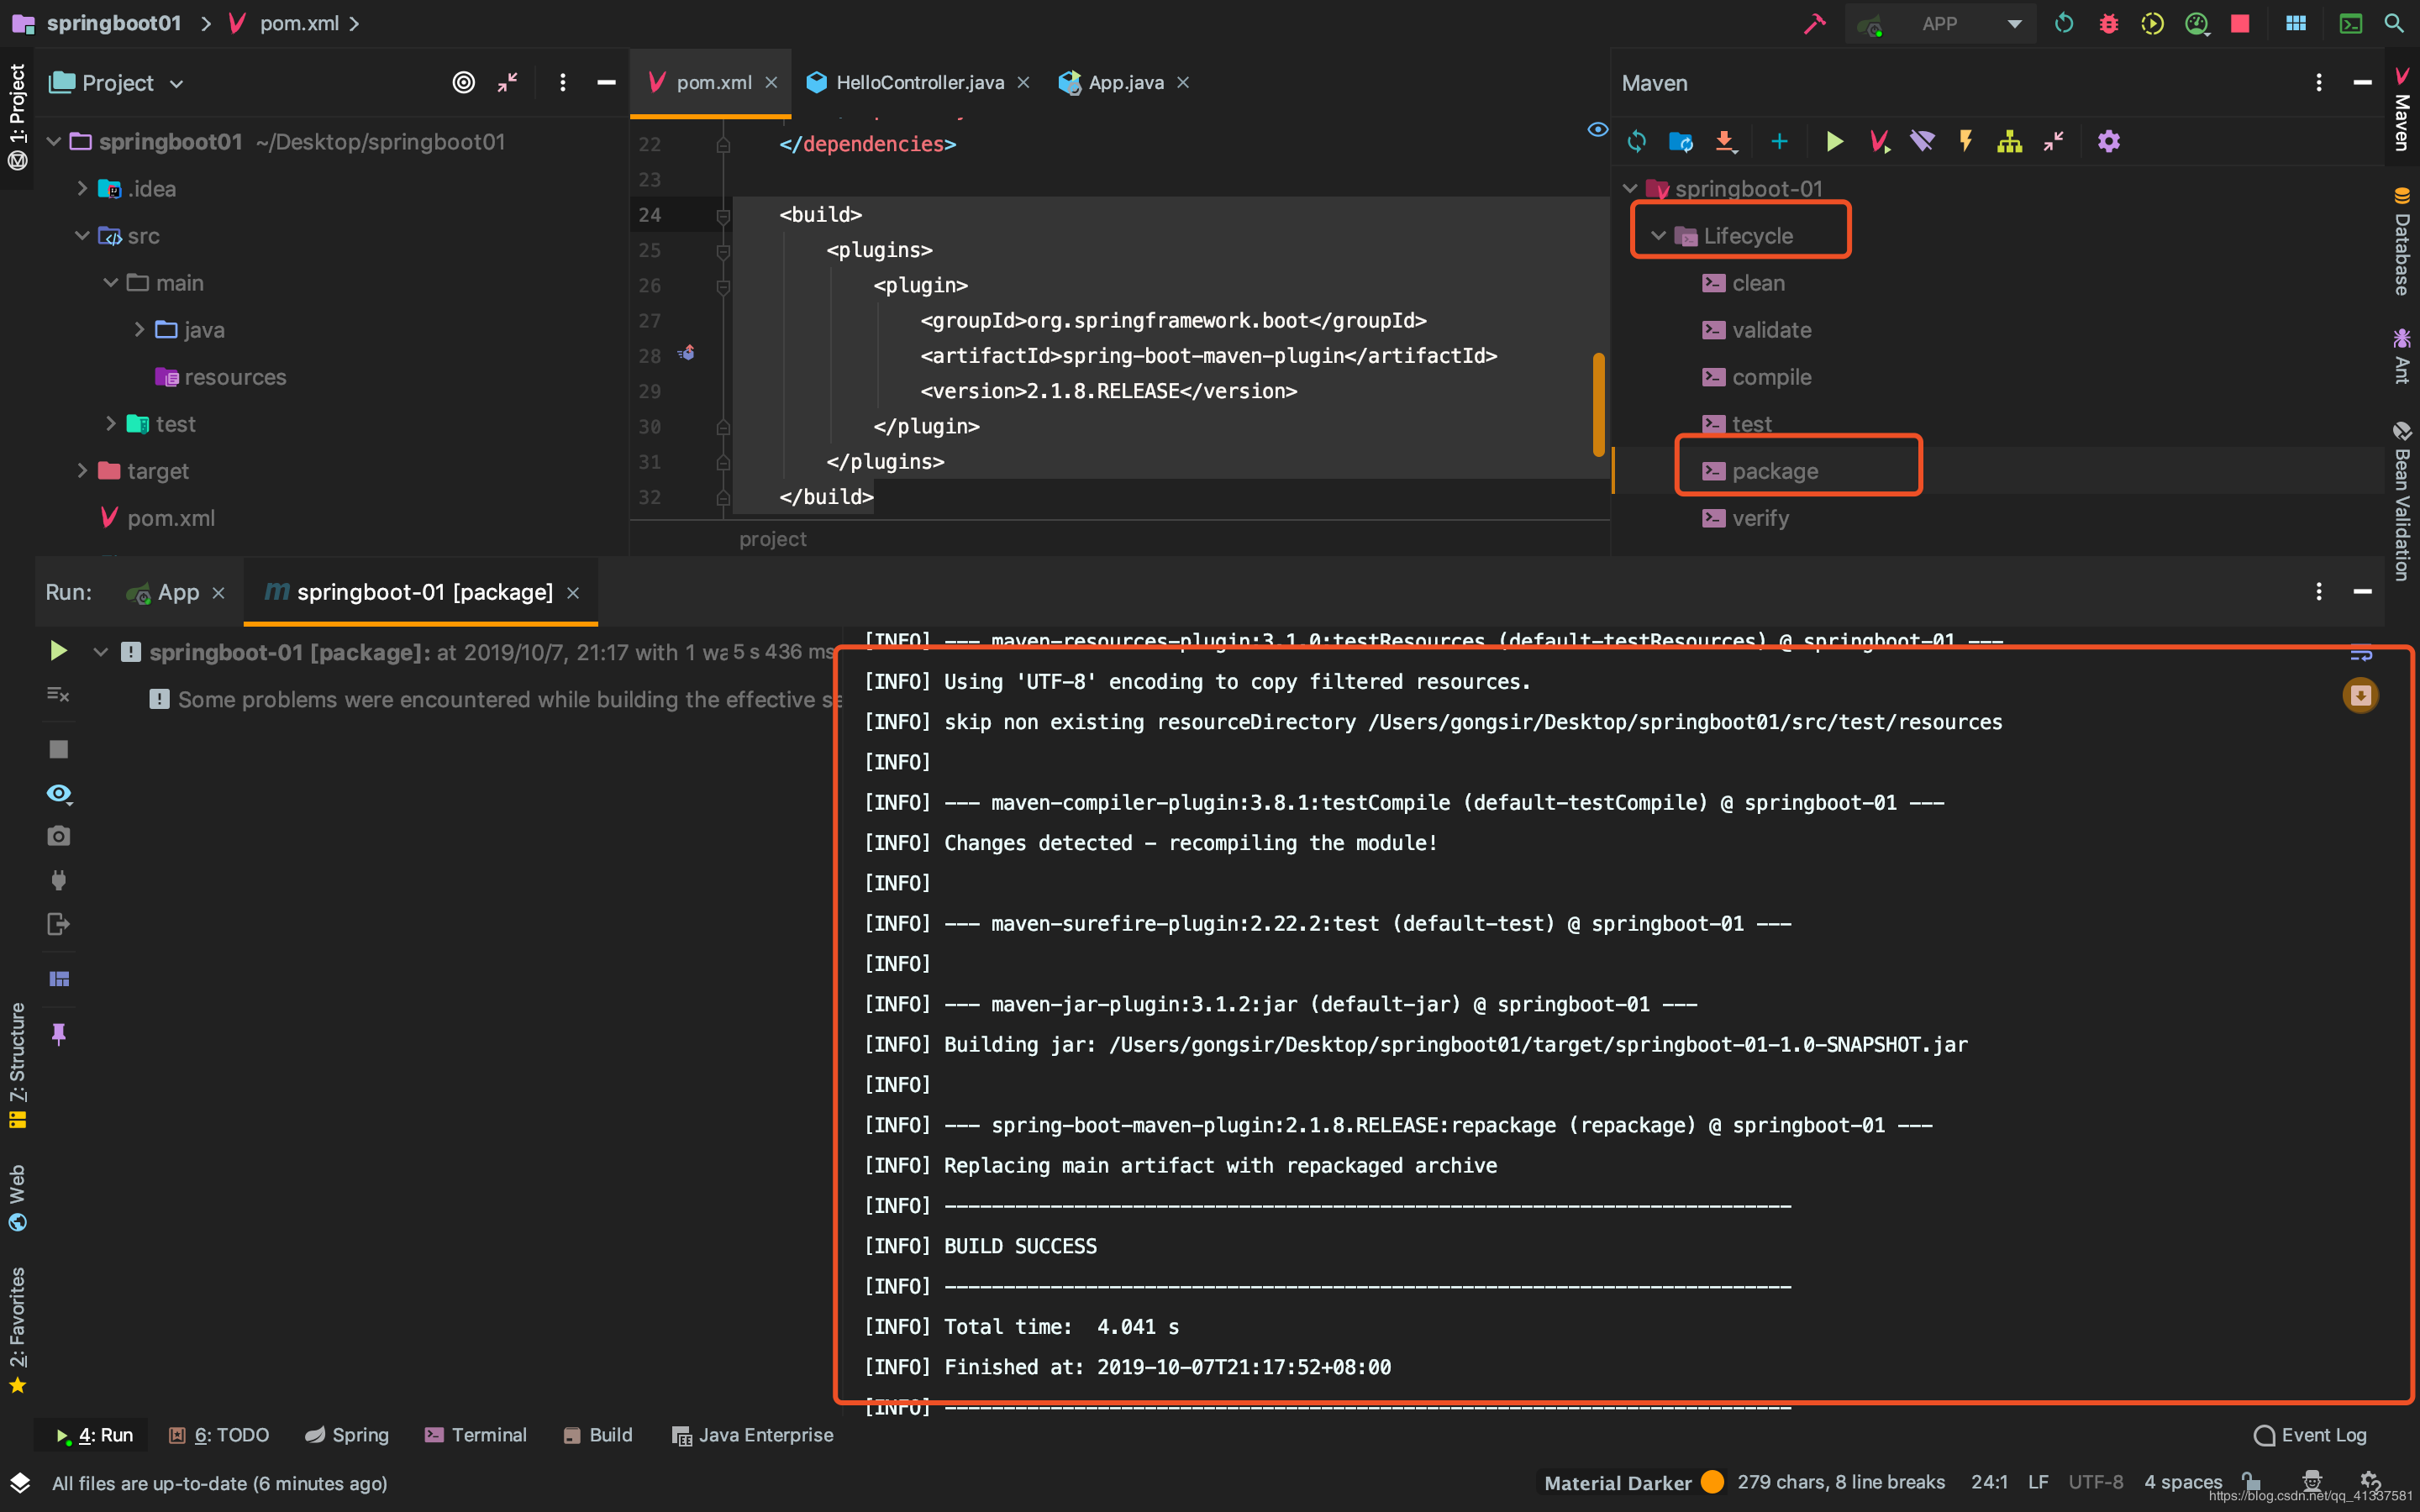 springboot01
pom.xml
APP
1: Project
Project
pom.xml
HelloController.java
App.java
Maven
Maven
springboot01 ~/Desktop/springboot01
.idea
src
main
java
resources
test
target
pom.xml
22 </dependencies>
23
24 <build>
25 <plugins>
26 <plugin>
27 <groupId>org.springframework.boot</groupId>
28 <artifactId>spring-boot-maven-plugin</artifactId>
29 <version>2.1.8.RELEASE</version>
30 </plugin>
31 </plugins>
32 </build>
project
springboot-01
Lifecycle
clean
validate
compile
test
package
verify
Database
Ant
Bean Validation
Run:
App
springboot-01 [package]
springboot-01 [package]: at 2019/10/7, 21:17 with 1 wa 5 s 436 ms
Some problems were encountered while building the effective se
[INFO] --- maven-resources-plugin:3.1.0:testResources (default-testResources) @ springboot-01 ---
[INFO] Using 'UTF-8' encoding to copy filtered resources.
[INFO] skip non existing resourceDirectory /Users/gongsir/Desktop/springboot01/src/test/resources
[INFO]
[INFO] --- maven-compiler-plugin:3.8.1:testCompile (default-testCompile) @ springboot-01 ---
[INFO] Changes detected - recompiling the module!
[INFO]
[INFO] --- maven-surefire-plugin:2.22.2:test (default-test) @ springboot-01 ---
[INFO]
[INFO] --- maven-jar-plugin:3.1.2:jar (default-jar) @ springboot-01 ---
[INFO] Building jar: /Users/gongsir/Desktop/springboot01/target/springboot-01-1.0-SNAPSHOT.jar
[INFO]
[INFO] --- spring-boot-maven-plugin:2.1.8.RELEASE:repackage (repackage) @ springboot-01 ---
[INFO] Replacing main artifact with repackaged archive
[INFO] ------------------------------------------------------------------------
[INFO] BUILD SUCCESS
[INFO] ------------------------------------------------------------------------
[INFO] Total time:  4.041 s
[INFO] Finished at: 2019-10-07T21:17:52+08:00
[INFO] ------------------------------------------------------------------------
7: Structure
Web
2: Favorites
4: Run
6: TODO
Spring
Terminal
Build
Java Enterprise
Event Log
All files are up-to-date (6 minutes ago)
Material Darker
279 chars, 8 line breaks
24:1
LF
UTF-8
4 spaces
https://blog.csdn.net/qq_41337581